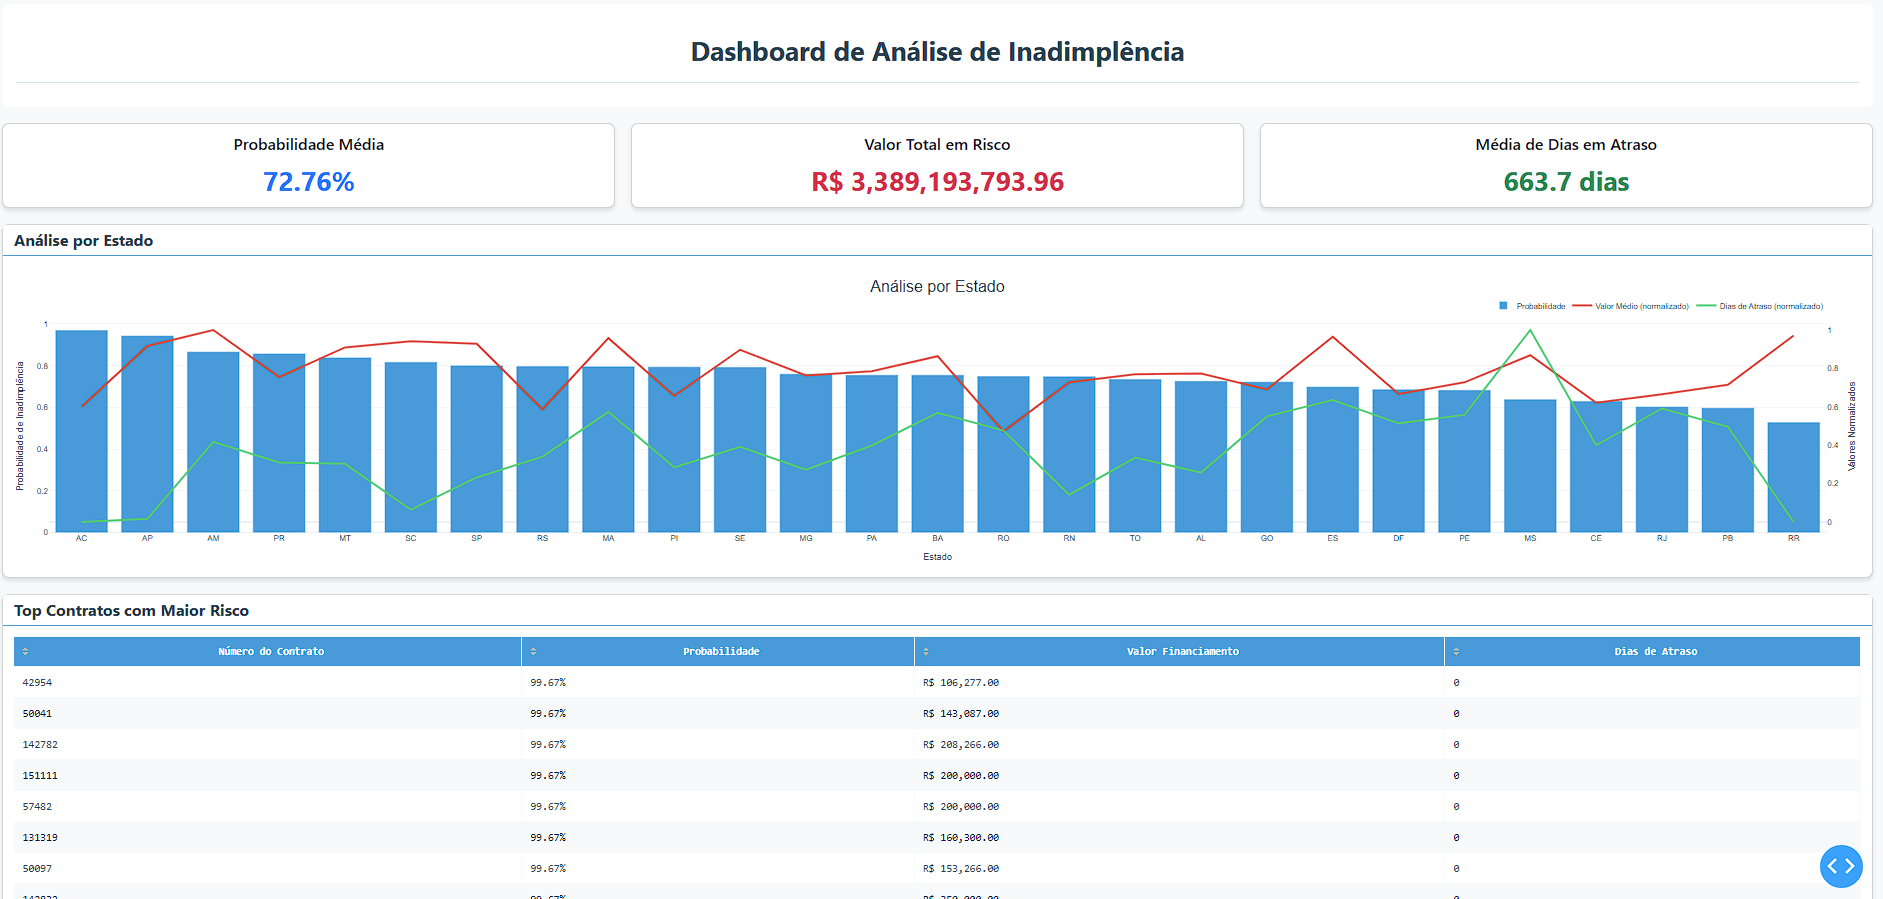 Dashboard de Análise de Inadimplência
Probabilidade Média
72.76%
Valor Total em Risco
R$ 3,389,193,793.96
Média de Dias em Atraso
663.7 dias
Análise por Estado
Análise por Estado
Probabilidade Valor Médio (normalizado) Dias de Atraso (normalizado)
Probabilidade de Inadimplência
1
0.8
0.6
0.4
0.2
0
1
0.8
0.6
0.4
0.2
0
Valores Normalizados
AC AP AM PR MT SC SP RS MA PI SE MG PA BA RO RN TO AL GO ES DF PE MS CE RJ PB RR
Estado
Top Contratos com Maior Risco
Número do Contrato Probabilidade Valor Financiamento Dias de Atraso
42954 99.67% R$ 106,277.00 0
50041 99.67% R$ 143,087.00 0
142782 99.67% R$ 208,266.00 0
151111 99.67% R$ 200,000.00 0
57482 99.67% R$ 200,000.00 0
131319 99.67% R$ 160,300.00 0
50097 99.67% R$ 153,266.00 0